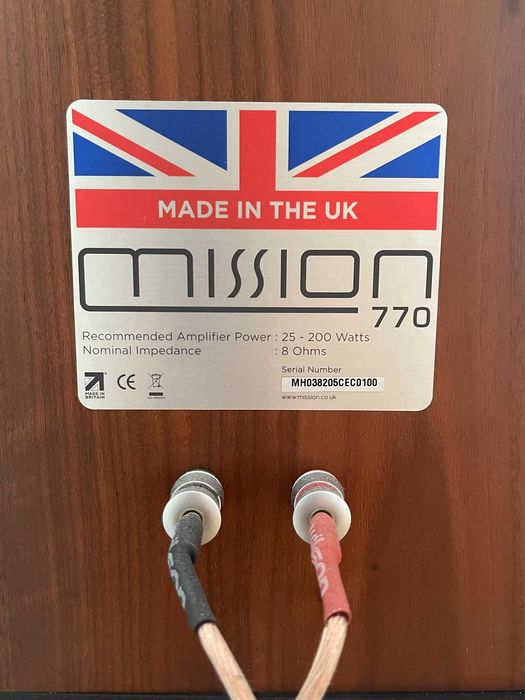 MADE IN THE UK
mission
770
Recommended Amplifier Power : 25 - 200 Watts
Nominal Impedance : 8 Ohms
Serial Number
MH038205CEC0100
www.mission.co.uk
MADE IN
BRITAIN
CE